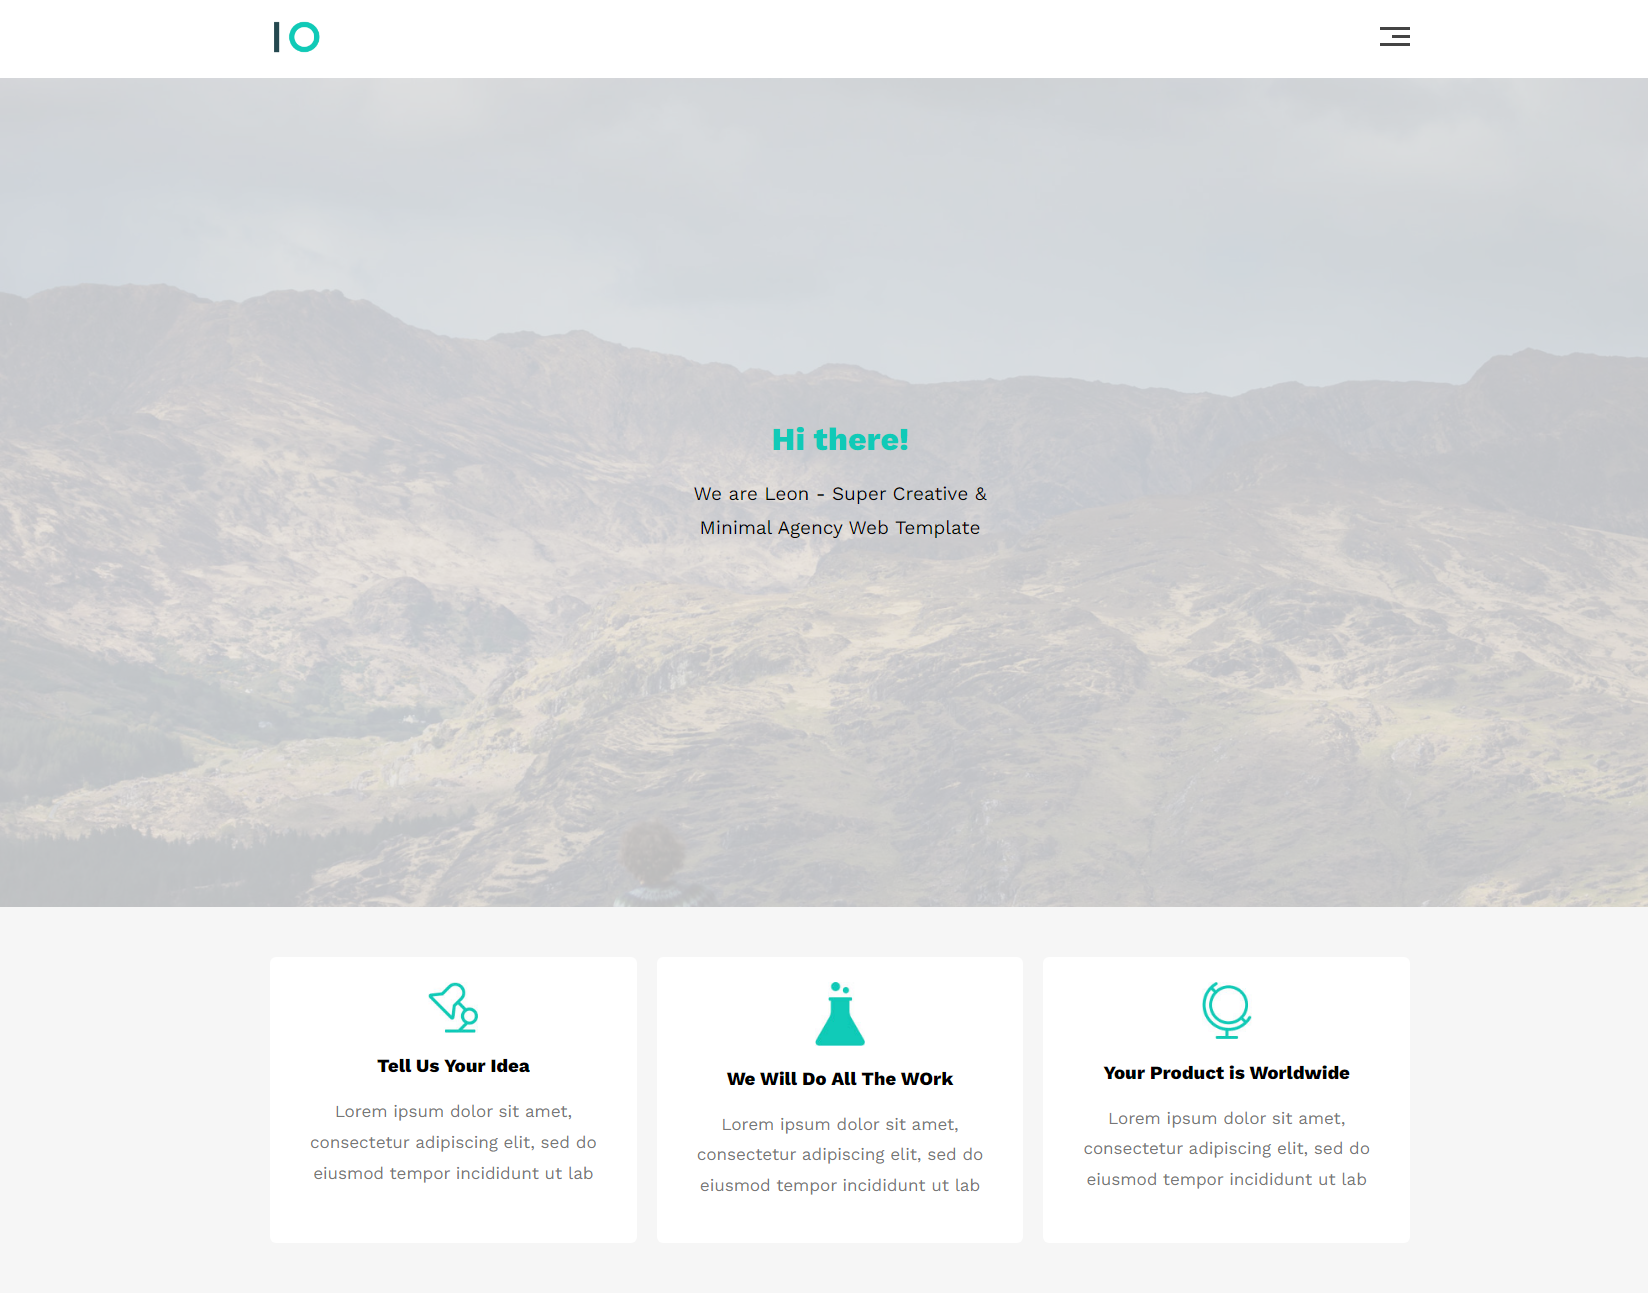 IO
Hi there!
We are Leon - Super Creative &
Minimal Agency Web Template
Tell Us Your Idea
Lorem ipsum dolor sit amet,
consectetur adipiscing elit, sed do
eiusmod tempor incididunt ut lab
We Will Do All The WOrk
Lorem ipsum dolor sit amet,
consectetur adipiscing elit, sed do
eiusmod tempor incididunt ut lab
Your Product is Worldwide
Lorem ipsum dolor sit amet,
consectetur adipiscing elit, sed do
eiusmod tempor incididunt ut lab